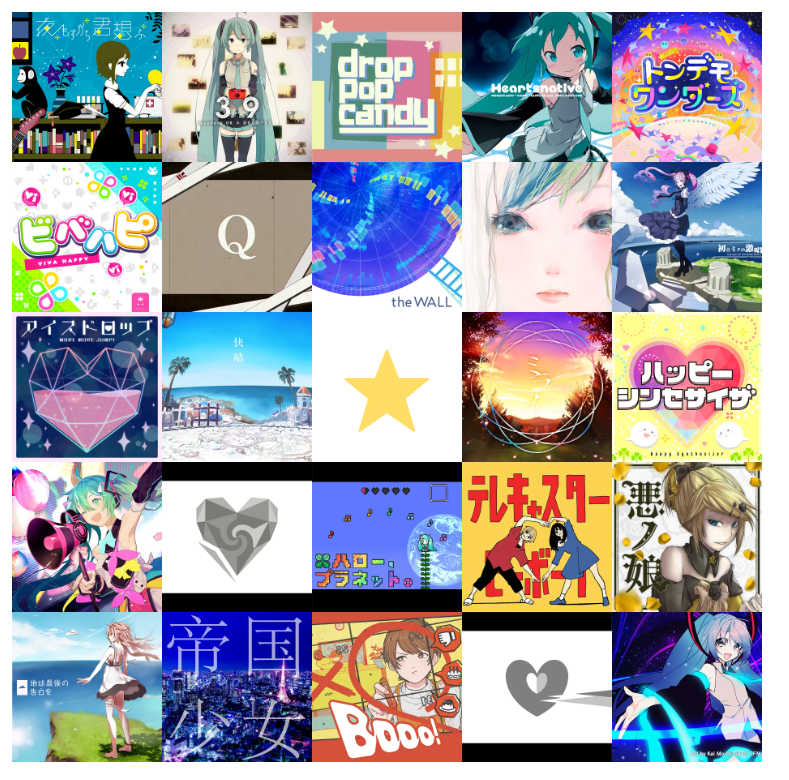 夜もすがら君想ふ
39
drop
pop
candy
Heartsnative
トンデモ
ワンダーズ
ビバハピ
VIVA HAPPY
Q
the WALL
アイスドロップ
MORE MORE JUMP!
快晴
ハッピー
シンセサイザ
Happy Synthesizer
ハロー、
プラネット。
テレキャスター
ビーボーイ
悪ノ娘
地球最後の
告白を
帝国
少女
Booo!